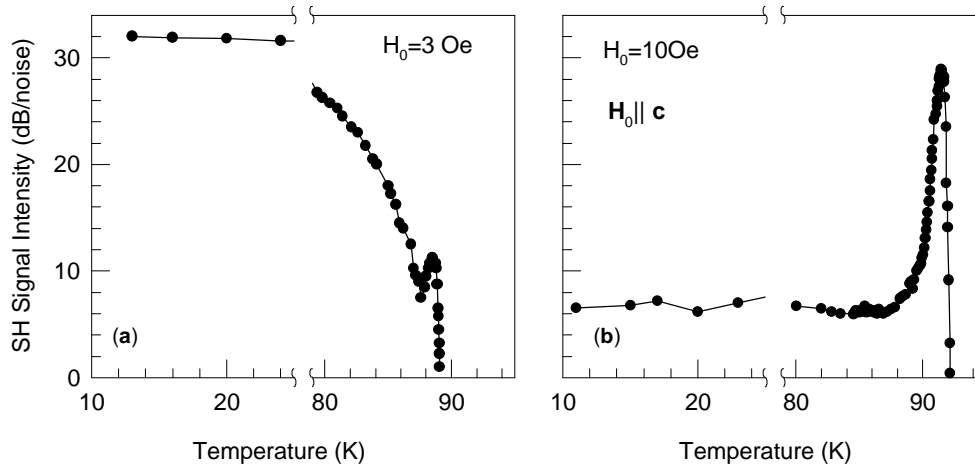 SH Signal Intensity (dB/noise)
30
20
10
0
H₀=3 Oe
(a)
10 20 80 90
Temperature (K)
H₀=10Oe
H₀|| c
(b)
10 20 80 90
Temperature (K)